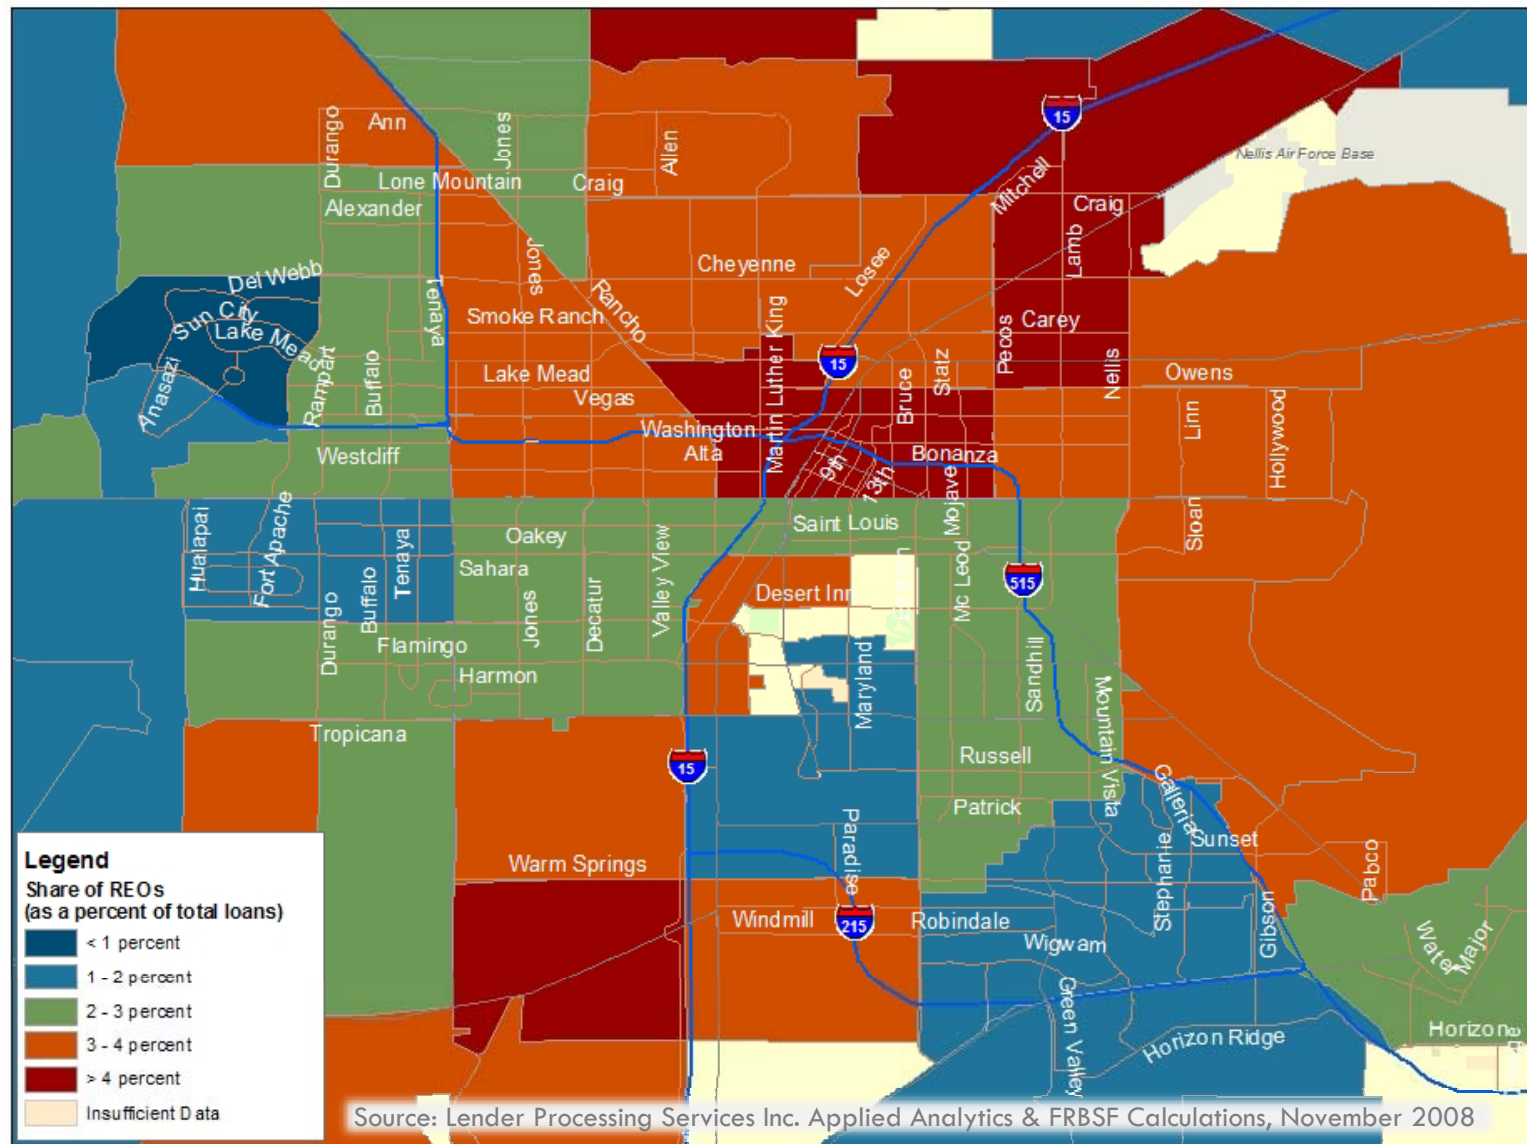 15
Nellis Air Force Base
Durango
Ann
Jones
Allen
Lone Mountain
Craig
Alexander
Mitchell
Craig
Lamb
Jones
Cheyenne
Losee
Del Webb
Tenaya
Sun City
Lake Mead
Rancho
Smoke Ranch
Martin Luther King
Carey
Pecos
15
Anasazi
Rampart
Buffalo
Lake Mead
Vegas
Bruce
Statz
Nellis
Owens
Linn
Hollywood
Washington
Alta
Westcliff
9th
13th
Bonanza
Mojave
Hualapai
Fort Apache
Oakey
Saint Louis
Sloan
Tenaya
Sahara
Valley View
Mc Leod
515
Durango
Buffalo
Jones
Decatur
Desert Inn
Flamingo
Harmon
Maryland
Sandhill
Mountain Vista
Tropicana
Russell
15
Galleria
Patrick
Sunset
Paradise
Stephanie
Pabco
Warm Springs
Windmill
215
Robindale
Wigwam
Gibson
Water
Major
Green Valley
Horizon Ridge
Horizon
Legend
Share of REOs
(as a percent of total loans)
< 1 percent
1 - 2 percent
2 - 3 percent
3 - 4 percent
> 4 percent
Insufficient Data
Source: Lender Processing Services Inc. Applied Analytics & FRBSF Calculations, November 2008